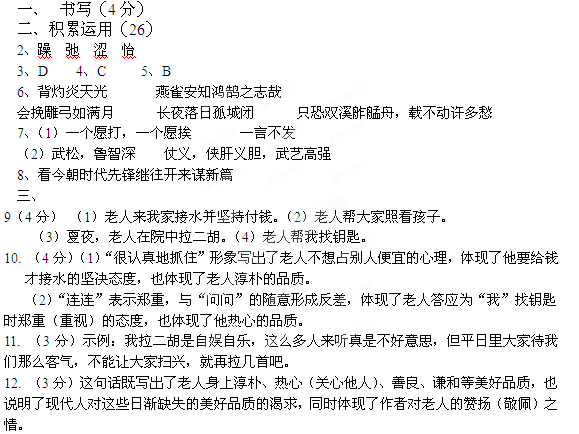 一、 书写（4分）
二、积累运用（26）
2、躁 弛 涩 怡
3、D 4、C 5、B
6、背灼炎天光 燕雀安知鸿鹄之志哉
会挽雕弓如满月 长夜落日孤城闭 只恐双溪舴艋舟，载不动许多愁
7、（1）一个愿打，一个愿挨 一言不发
（2）武松，鲁智深 仗义，侠肝义胆，武艺高强
8、看今朝时代先锋继往开来谋新篇
三、
9（4分） （1）老人来我家接水并坚持付钱。（2）老人帮大家照看孩子。
（3）夏夜，老人在院中拉二胡。（4）老人帮我找钥匙。
10. （4分）（1）“很认真地抓住”形象写出了老人不想占别人便宜的心理，体现了他要给钱
才接水的坚决态度，也体现了老人淳朴的品质。
（2）“连连”表示郑重，与“问问”的随意形成反差，体现了老人答应为“我”找钥匙
时郑重（重视）的态度，也体现了他热心的品质。
11. （3分）示例：我拉二胡是自娱自乐，这么多人来听真是不好意思，但平日里大家待我
们那么客气，不能让大家扫兴，就再拉几首吧。
12. （3分）这句话既写出了老人身上淳朴、热心（关心他人）、善良、谦和等美好品质，也
说明了现代人对这些日渐缺失的美好品质的渴求，同时体现了作者对老人的赞扬（敬佩）之
情。